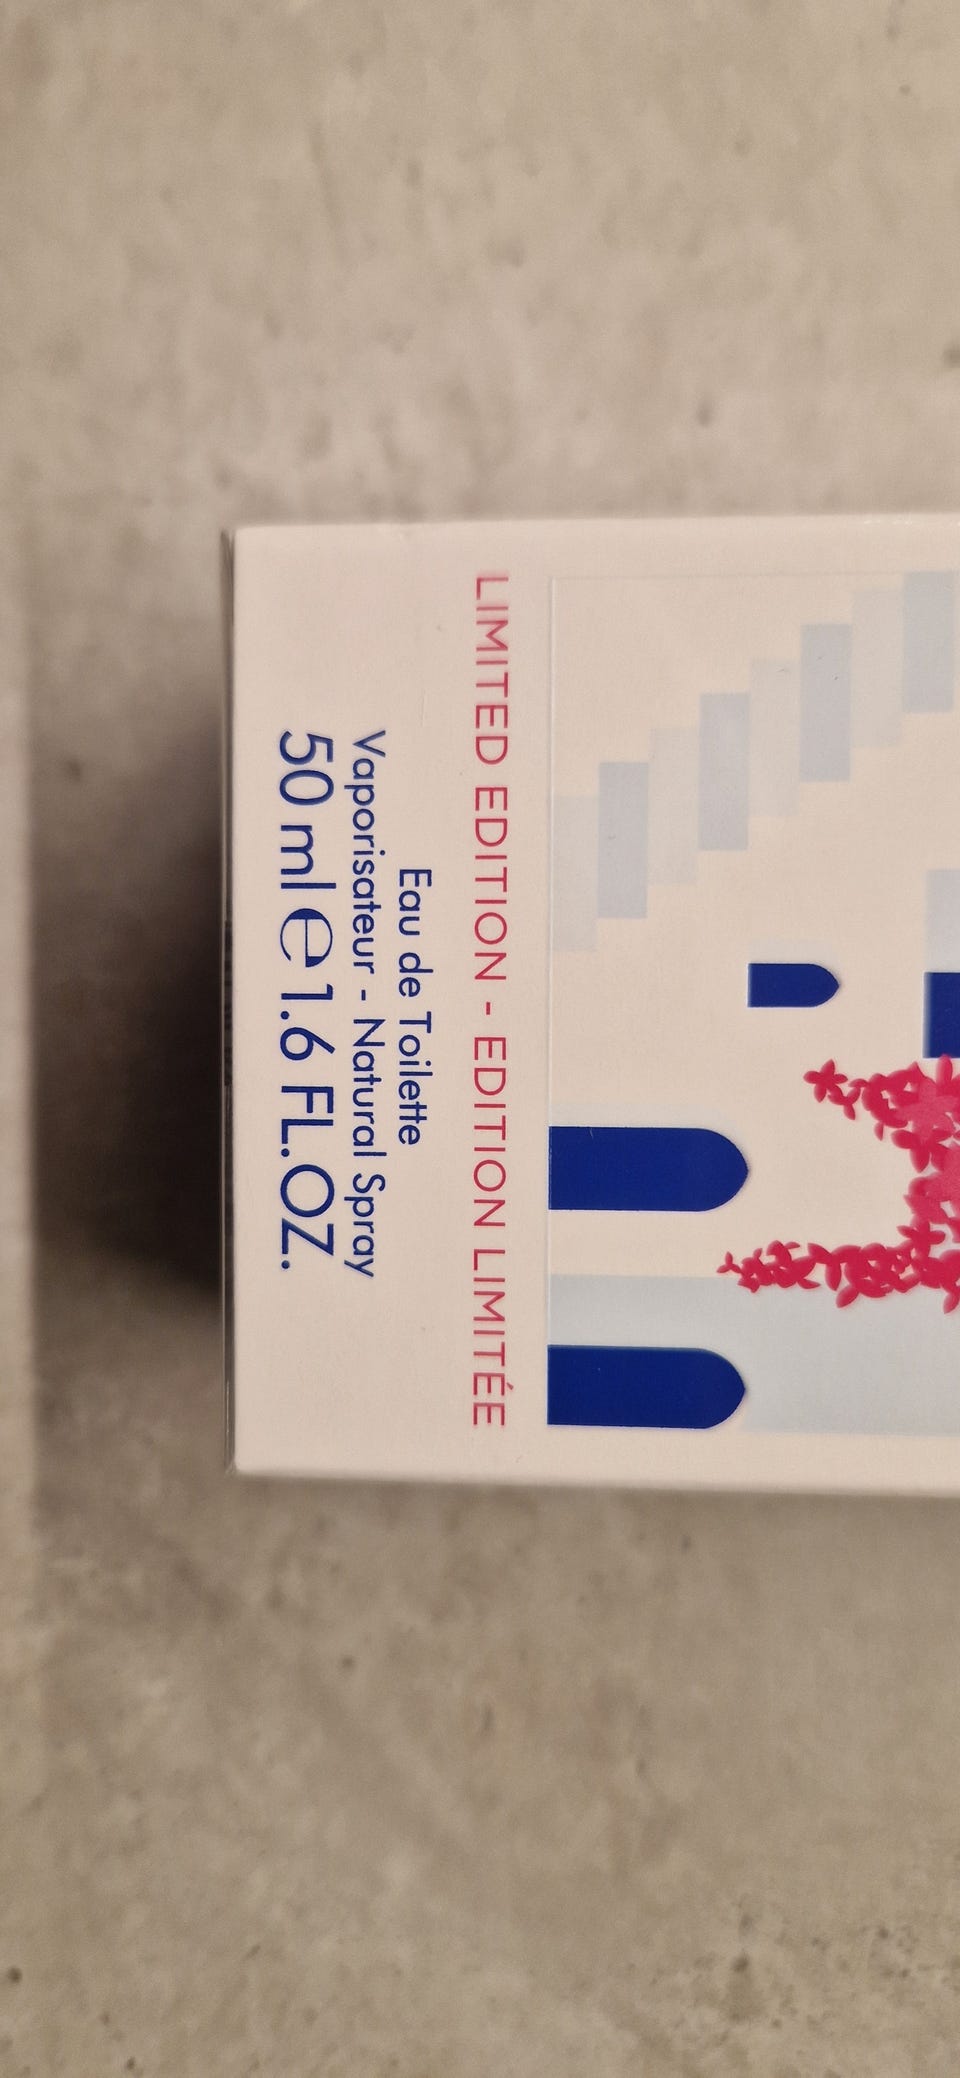 LIMITED EDITION - EDITION LIMITÉE
Eau de Toilette
Vaporisateur - Natural Spray
50 ml e 1.6 FL.OZ.